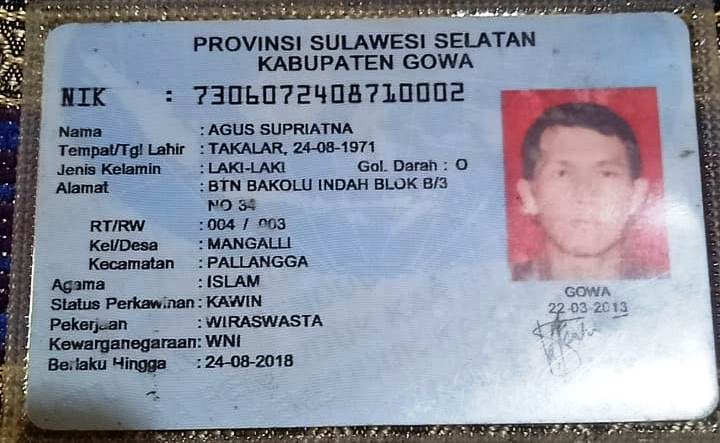 PROVINSI SULAWESI SELATAN
KABUPATEN GOWA
NIK : 7306072408710002
Nama : AGUS SUPRIATNA
Tempat/Tgl Lahir : TAKALAR, 24-08-1971
Jenis Kelamin : LAKI-LAKI Gol. Darah : O
Alamat : BTN BAKOLU INDAH BLOK B/3
NO 34
RT/RW : 004 / 003
Kel/Desa : MANGALLI
Kecamatan : PALLANGGA
Agama : ISLAM
Status Perkawinan : KAWIN
Pekerjaan : WIRASWASTA
Kewarganegaraan : WNI
Berlaku Hingga : 24-08-2018
GOWA
22-03-2013